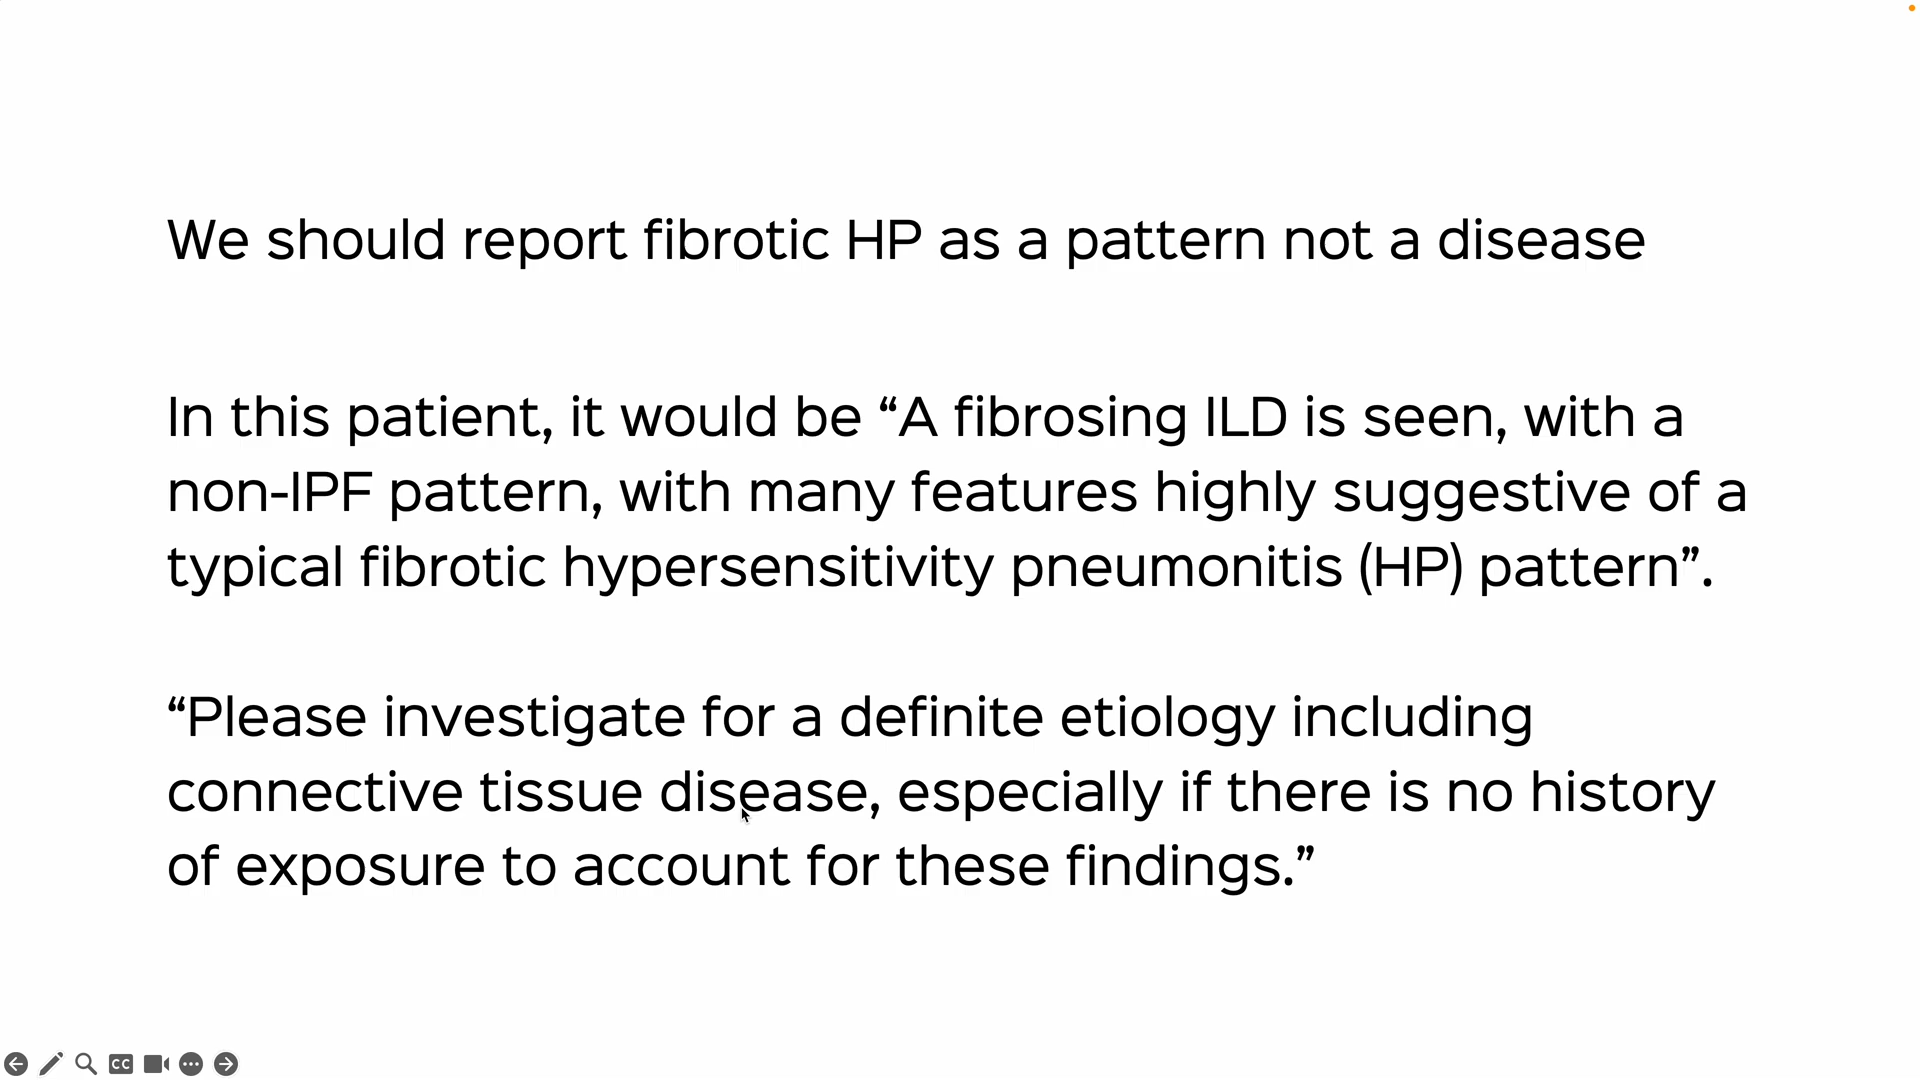 We should report fibrotic HP as a pattern not a disease
In this patient, it would be “A fibrosing ILD is seen, with a
non-IPF pattern, with many features highly suggestive of a
typical fibrotic hypersensitivity pneumonitis (HP) pattern”.
“Please investigate for a definite etiology including
connective tissue disease, especially if there is no history
of exposure to account for these findings.”
CC